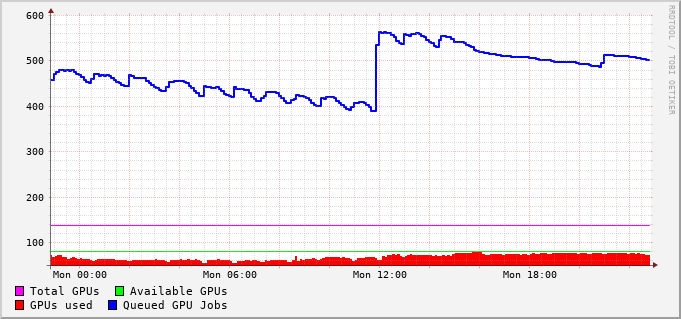 600
500
400
300
200
100
Mon 00:00 Mon 06:00 Mon 12:00 Mon 18:00
Total GPUs Available GPUs
GPUs used Queued GPU Jobs
RRDTOOL / TOBI OETIKER